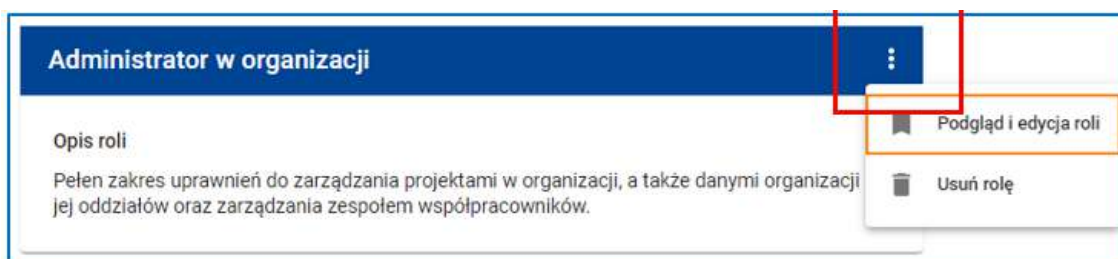 Administrator w organizacji
Podgląd i edycja roli
Opis roli
Pełen zakres uprawnień do zarządzania projektami w organizacji, a także danymi organizacji
Usuń rolę
jej oddziałów oraz zarządzania zespołem współpracowników.